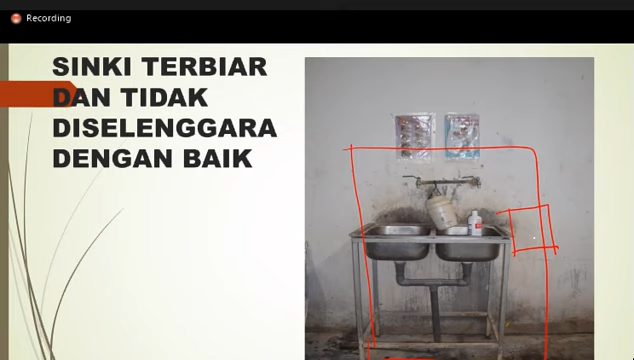 Recording
SINKI TERBIAR
DAN TIDAK
DISELENGGARA
DENGAN BAIK